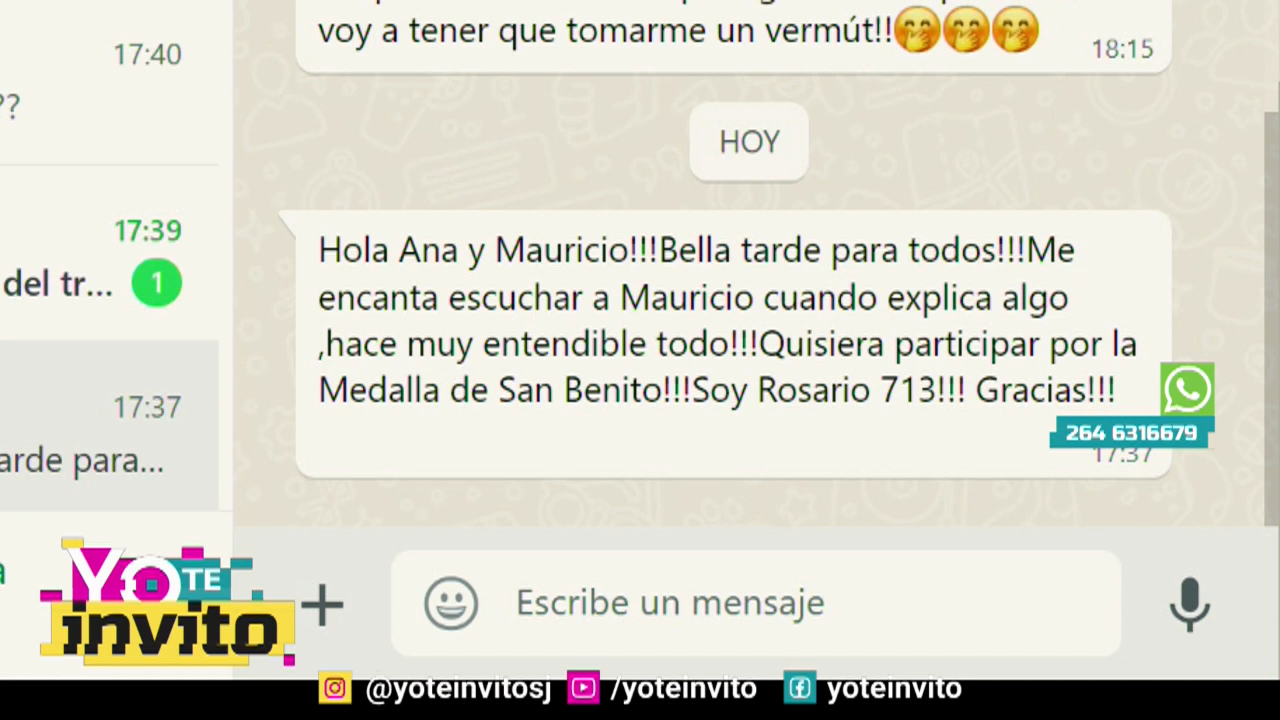 17:40
??
17:39
del tr...
1
17:37
arde para...
voy a tener que tomarme un vermút!!🤭🤭🤭
18:15
HOY
Hola Ana y Mauricio!!!Bella tarde para todos!!!Me
encanta escuchar a Mauricio cuando explica algo
,hace muy entendible todo!!!Quisiera participar por la
Medalla de San Benito!!!Soy Rosario 713!!! Gracias!!!
264 6316679
17:37
YO TE
invito
Escribe un mensaje
@yoteinvitosj
/yoteinvito
yoteinvito